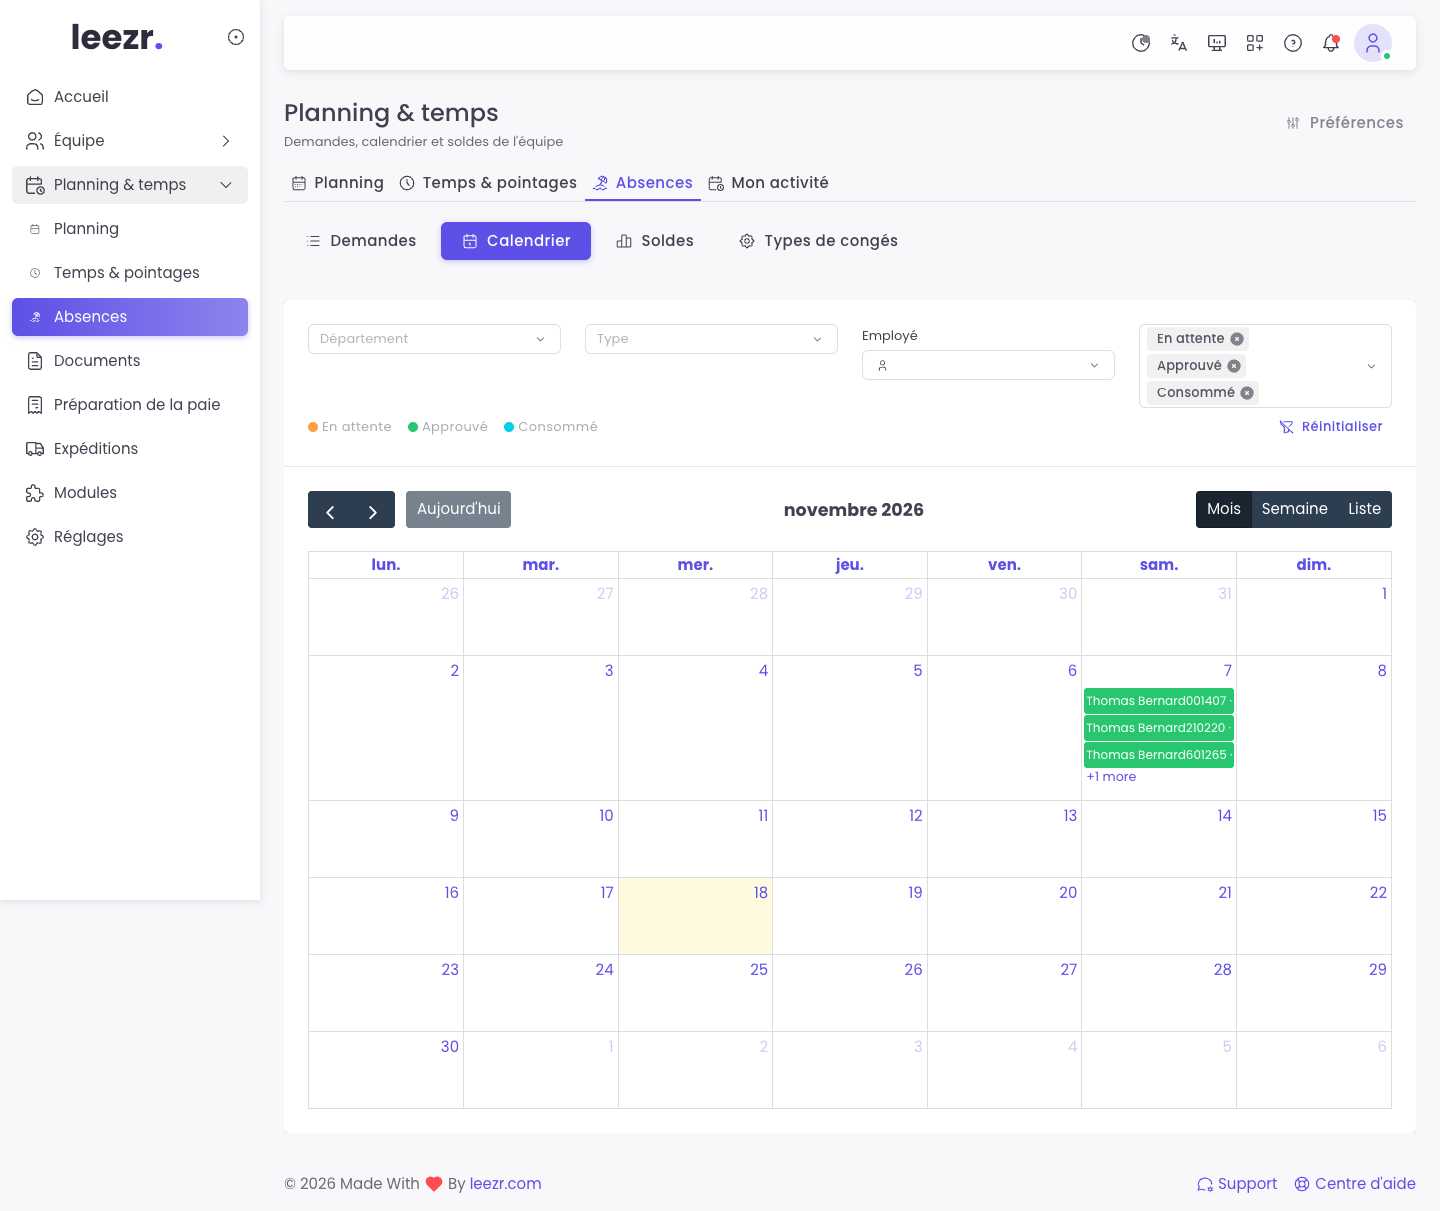 leezr.
Accueil
Équipe
Planning & temps
Planning
Temps & pointages
Absences
Documents
Préparation de la paie
Expéditions
Modules
Réglages
Planning & temps
Demandes, calendrier et soldes de l'équipe
Préférences
Planning Temps & pointages Absences Mon activité
Demandes Calendrier Soldes Types de congés
Département Type Employé
En attente
Approuvé
Consommé
En attente Approuvé Consommé
Réinitialiser
Aujourd'hui novembre 2026 Mois Semaine Liste
lun. mar. mer. jeu. ven. sam. dim.
26 27 28 29 30 31 1
2 3 4 5 6 7 8
Thomas Bernard001407 ·
Thomas Bernard210220 ·
Thomas Bernard601265 ·
+1 more
9 10 11 12 13 14 15
16 17 18 19 20 21 22
23 24 25 26 27 28 29
30 1 2 3 4 5 6
© 2026 Made With By leezr.com
Support Centre d'aide